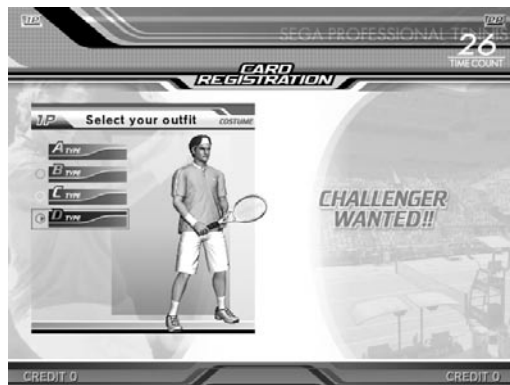 1P
2P
SEGA PROFESSIONAL TENNIS
26
TIME COUNT
CARD
REGISTRATION
1P Select your outfit COSTUME
A TYPE
B TYPE
C TYPE
D TYPE
CHALLENGER
WANTED!!
CREDIT 0
CREDIT 0